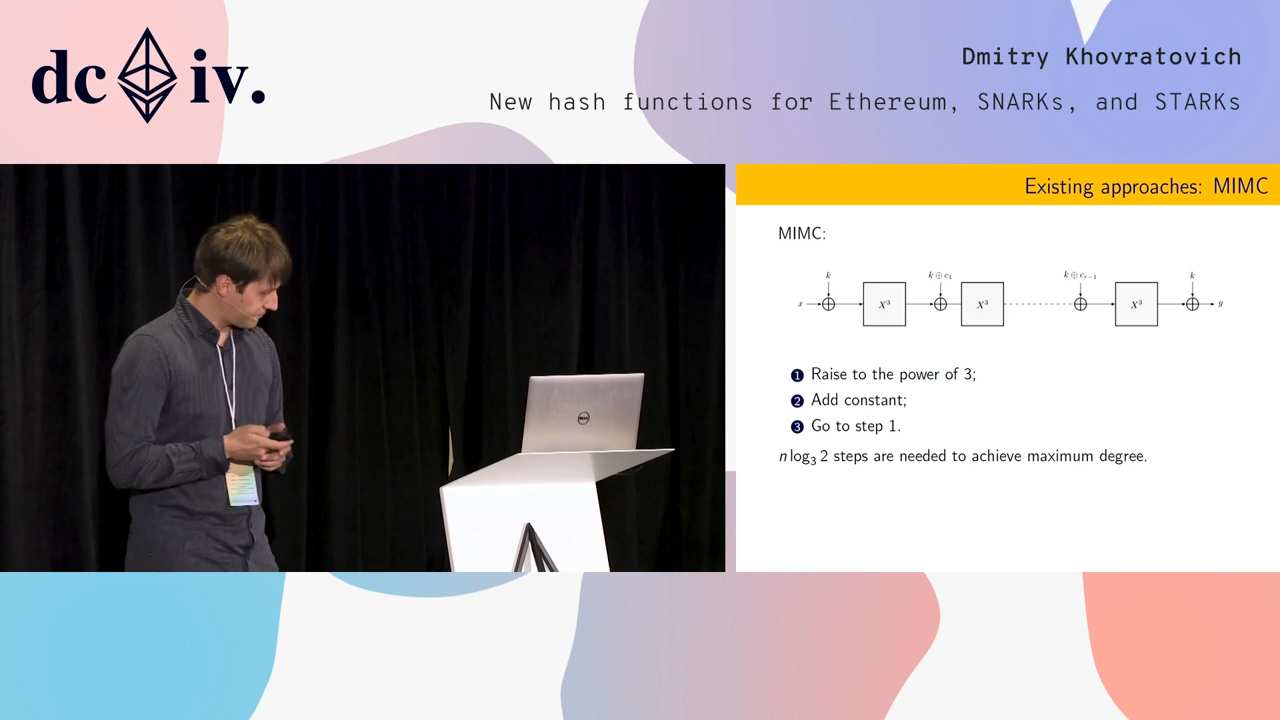 dc iv.
Dmitry Khovratovich
New hash functions for Ethereum, SNARKs, and STARKs
Existing approaches: MIMC
MIMC:
k k ⊕ c₁ k ⊕ cᵣ₋₁ k
x X³ X³ X³ y
1 Raise to the power of 3;
2 Add constant;
3 Go to step 1.
n log₃ 2 steps are needed to achieve maximum degree.
DELL